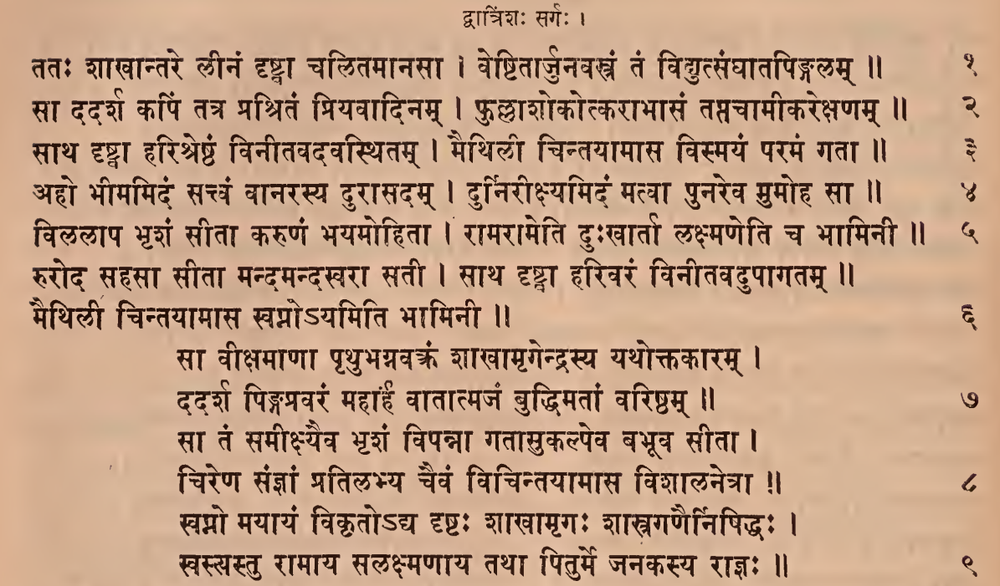 द्वात्रिंशः सर्गः ।
ततः शाखान्तरे लीनं दृष्ट्वा चलितमानसा । वेष्टितार्जुनवस्त्रं तं विद्युत्संघातपिङ्गलम् ॥ १
सा ददर्श कपिं तत्र प्रश्रितं प्रियवादिनम् । फुल्लाशोकोत्कराभासं तप्तचामीकरेक्षणम् ॥ २
साथ दृष्ट्वा हरिश्रेष्ठं विनीतवदवस्थितम् । मैथिली चिन्तयामास विस्मयं परमं गता ॥ ३
अहो भीममिदं सत्त्वं वानरस्य दुरासदम् । दुर्निरीक्ष्यमिदं मत्वा पुनरेव मुमोह सा ॥ ४
विललाप भृशं सीता करुणं भयमोहिता । रामरामेति दुःखार्ता लक्ष्मणेति च भामिनी ॥ ५
रुरोद सहसा सीता मन्दमन्दस्वरा सती । साथ दृष्ट्वा हरिवरं विनीतवदुपागतम् ॥
मैथिली चिन्तयामास स्वप्नोऽयमिति भामिनी ॥ ६
सा वीक्षमाणा पृथुभग्नवक्त्रं शाखामृगेन्द्रस्य यथोक्तकारम् ।
ददर्श पिङ्गप्रवरं महार्हं वातात्मजं बुद्धिमतां वरिष्ठम् ॥ ७
सा तं समीक्ष्यैव भृशं विपन्ना गतासुकल्पेव बभूव सीता ।
चिरेण संज्ञां प्रतिलभ्य चैवं विचिन्तयामास विशालनेत्रा ॥ ८
स्वप्नो मयायं विकृतोऽद्य दृष्टः शाखामृगः शास्त्रगणैर्निषिद्धः ।
स्वस्त्यस्तु रामाय सलक्ष्मणाय तथा पितुर्मे जनकस्य राज्ञः ॥ ९